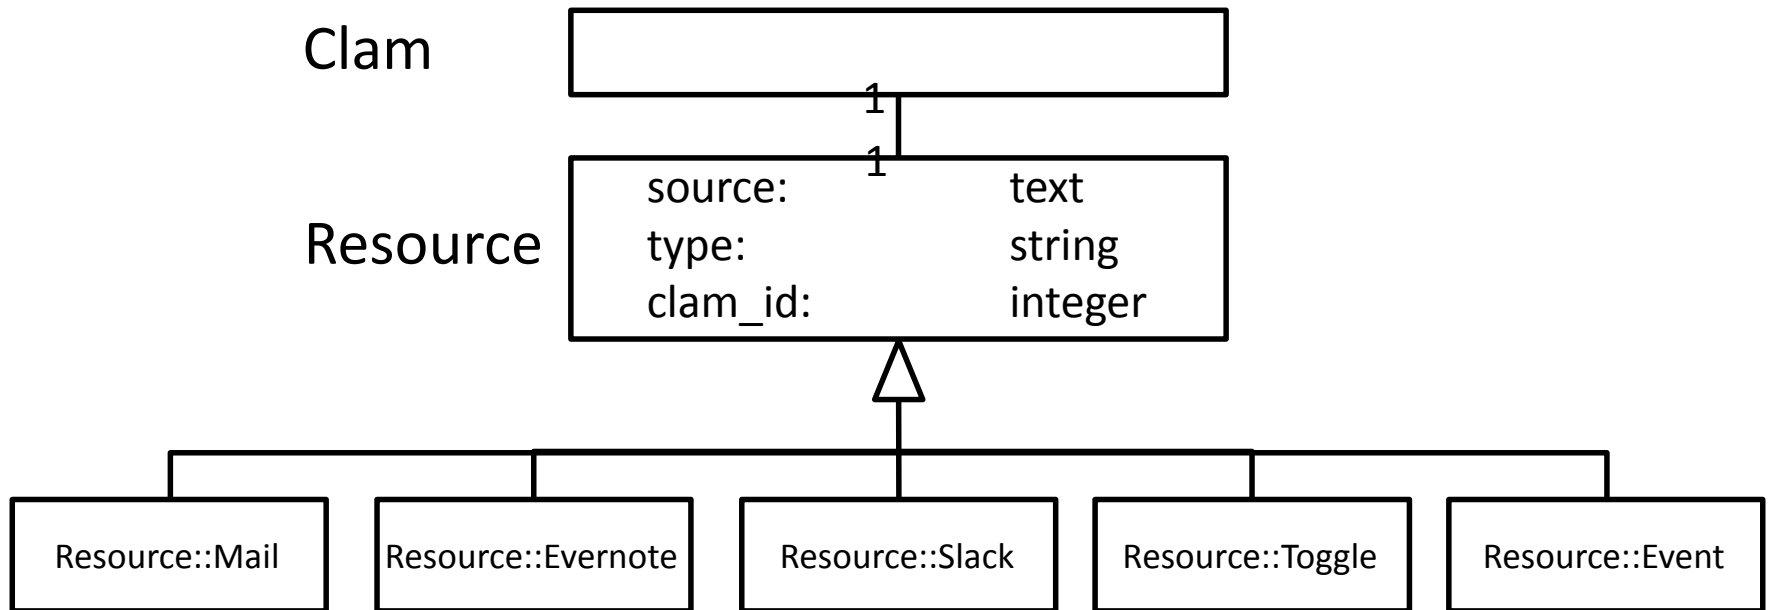 Clam
1
1
source: text
Resource type: string
clam_id: integer
Resource::Mail Resource::Evernote Resource::Slack Resource::Toggle Resource::Event